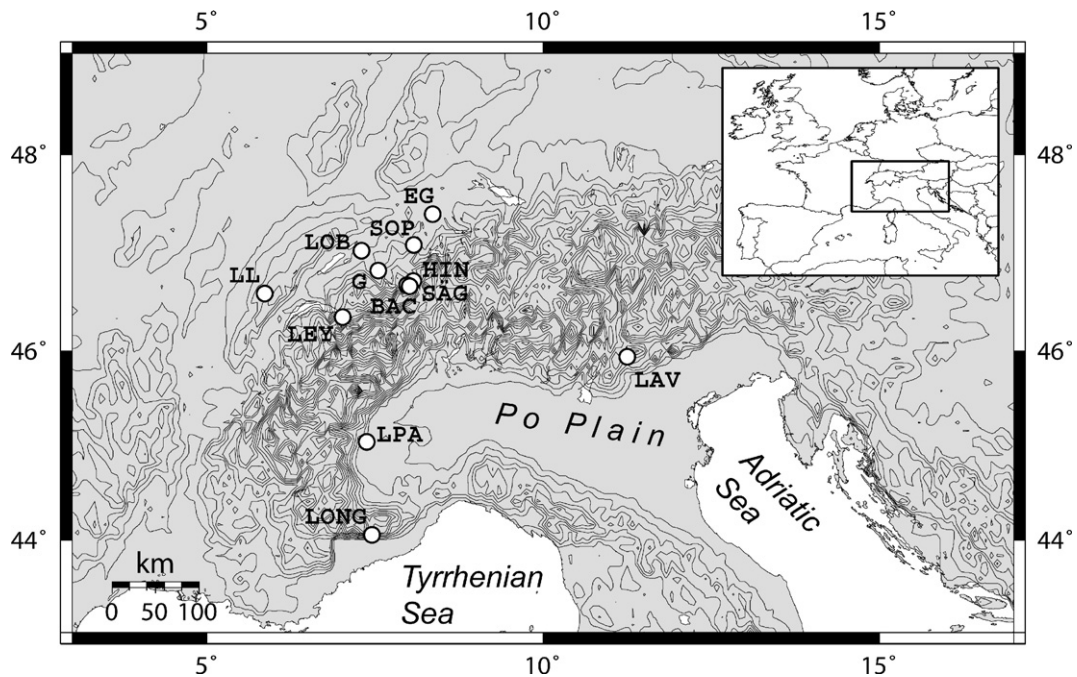 5° 10° 15°
48° 48°
EG
SOP
LOB
HIN
LL
G SÄG
BAC
LEY
46° 46°
LAV
Po Plain
LPA
Adriatic
Sea
LONG
44° 44°
km
0 50 100
Tyrrhenian
Sea
5° 10° 15°